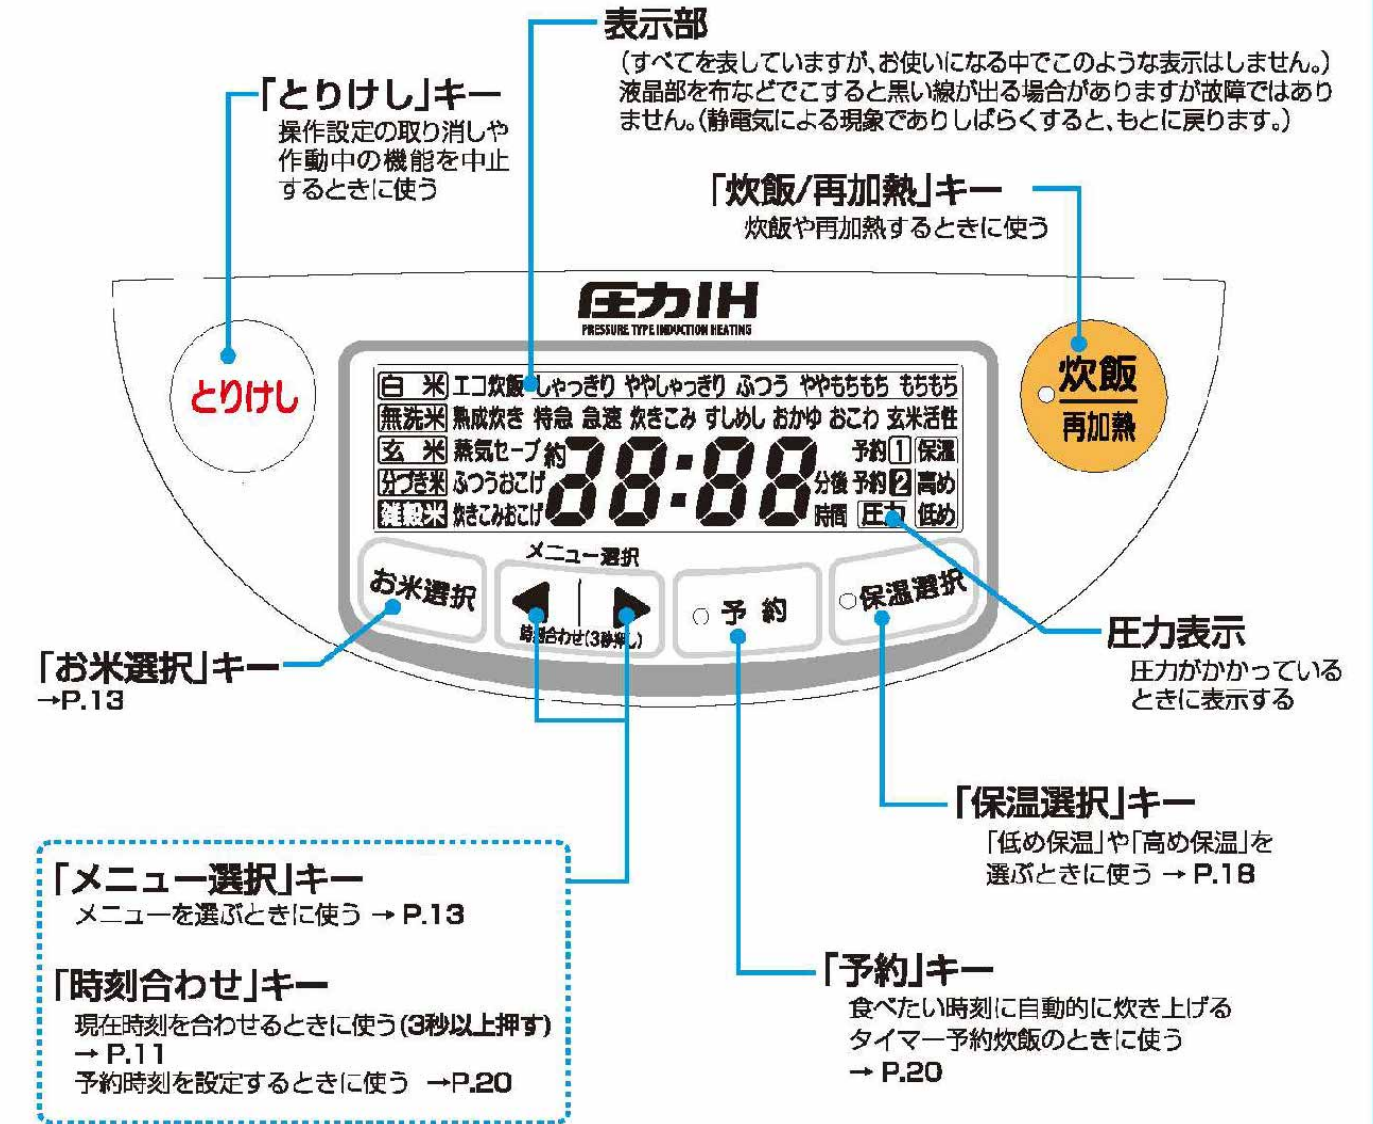 表示部
(すべてを表していますが、お使いになる中でこのような表示はしません。)
液晶部を布などでこすると黒い線が出る場合がありますが故障ではあり
ません。(静電気による現象でありしばらくすると、もとに戻ります。)
「とりけし」キー
操作設定の取り消しや
作動中の機能を中止
するときに使う
「炊飯/再加熱」キー
炊飯や再加熱するときに使う
圧力IH
PRESSURE TYPE INDUCTION HEATING
とりけし
炊飯
再加熱
白 米 エコ炊飯 しゃっきり ややしゃっきり ふつう ややもちもち もちもち
無洗米 熟成炊き 特急 急速 炊きこみ すしめし おかゆ おこわ 玄米活性
玄 米 蒸気セーブ 約 38:88 予約 1 保温
分づき米 ふつうおこげ 分後 予約 2 高め
雑穀米 炊きこみおこげ 時間 圧力 低め
メニュー選択
お米選択
時刻合わせ(3秒押し)
予 約
保温選択
「お米選択」キー
→P.13
圧力表示
圧力がかかっている
ときに表示する
「保温選択」キー
「低め保温」や「高め保温」を
選ぶときに使う → P.18
「メニュー選択」キー
メニューを選ぶときに使う → P.13
「時刻合わせ」キー
現在時刻を合わせるときに使う(3秒以上押す)
→ P.11
予約時刻を設定するときに使う →P.20
「予約」キー
食べたい時刻に自動的に炊き上げる
タイマー予約炊飯のときに使う
→ P.20